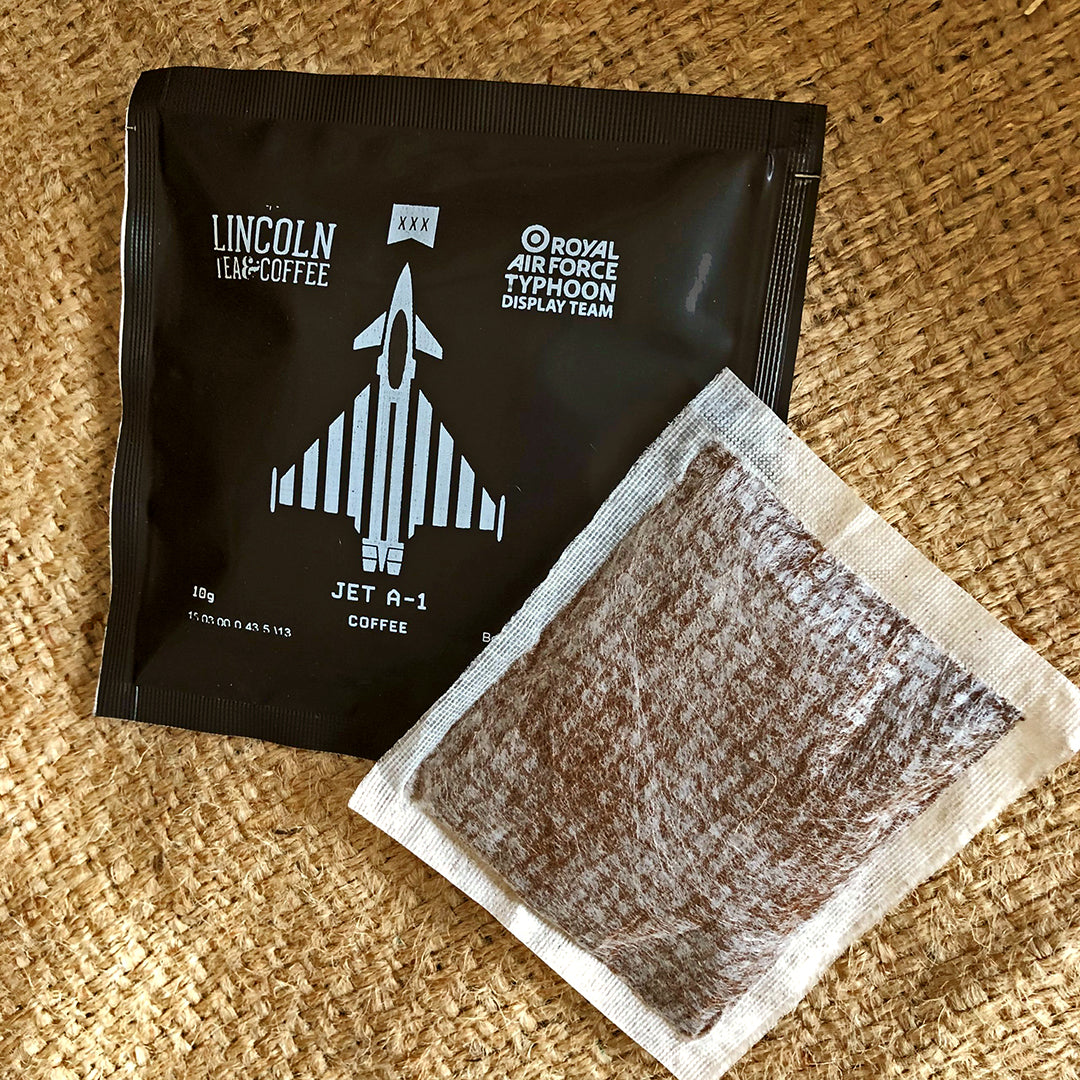 LINCOLN
TEA&COFFEE
XXX
ROYAL
AIR FORCE
TYPHOON
DISPLAY TEAM
JET A-1
COFFEE
10g